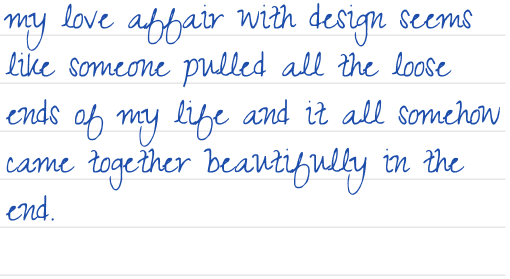 my love affair with design seems
like someone pulled all the loose
ends of my life and it all somehow
came together beautifully in the
end.